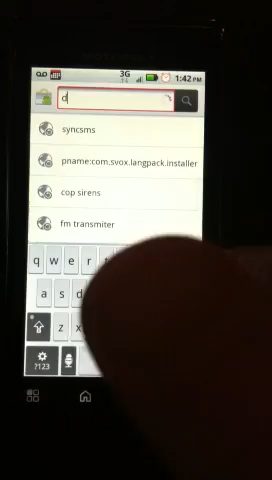 3G 1:42 PM
d
syncsms
pname:com.svox.langpack.installer
cop sirens
fm transmiter
q w e r
a s d
z x
?123